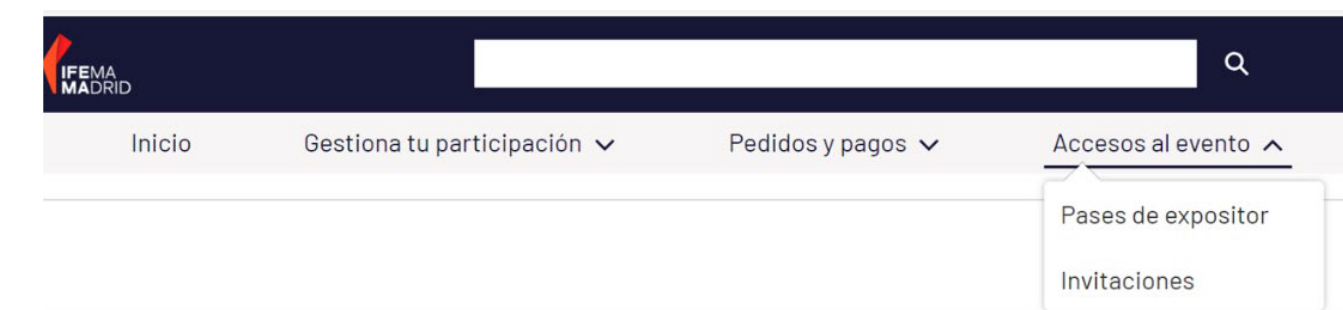 IFEMA
MADRID
Inicio Gestiona tu participación Pedidos y pagos Accesos al evento
Pases de expositor
Invitaciones